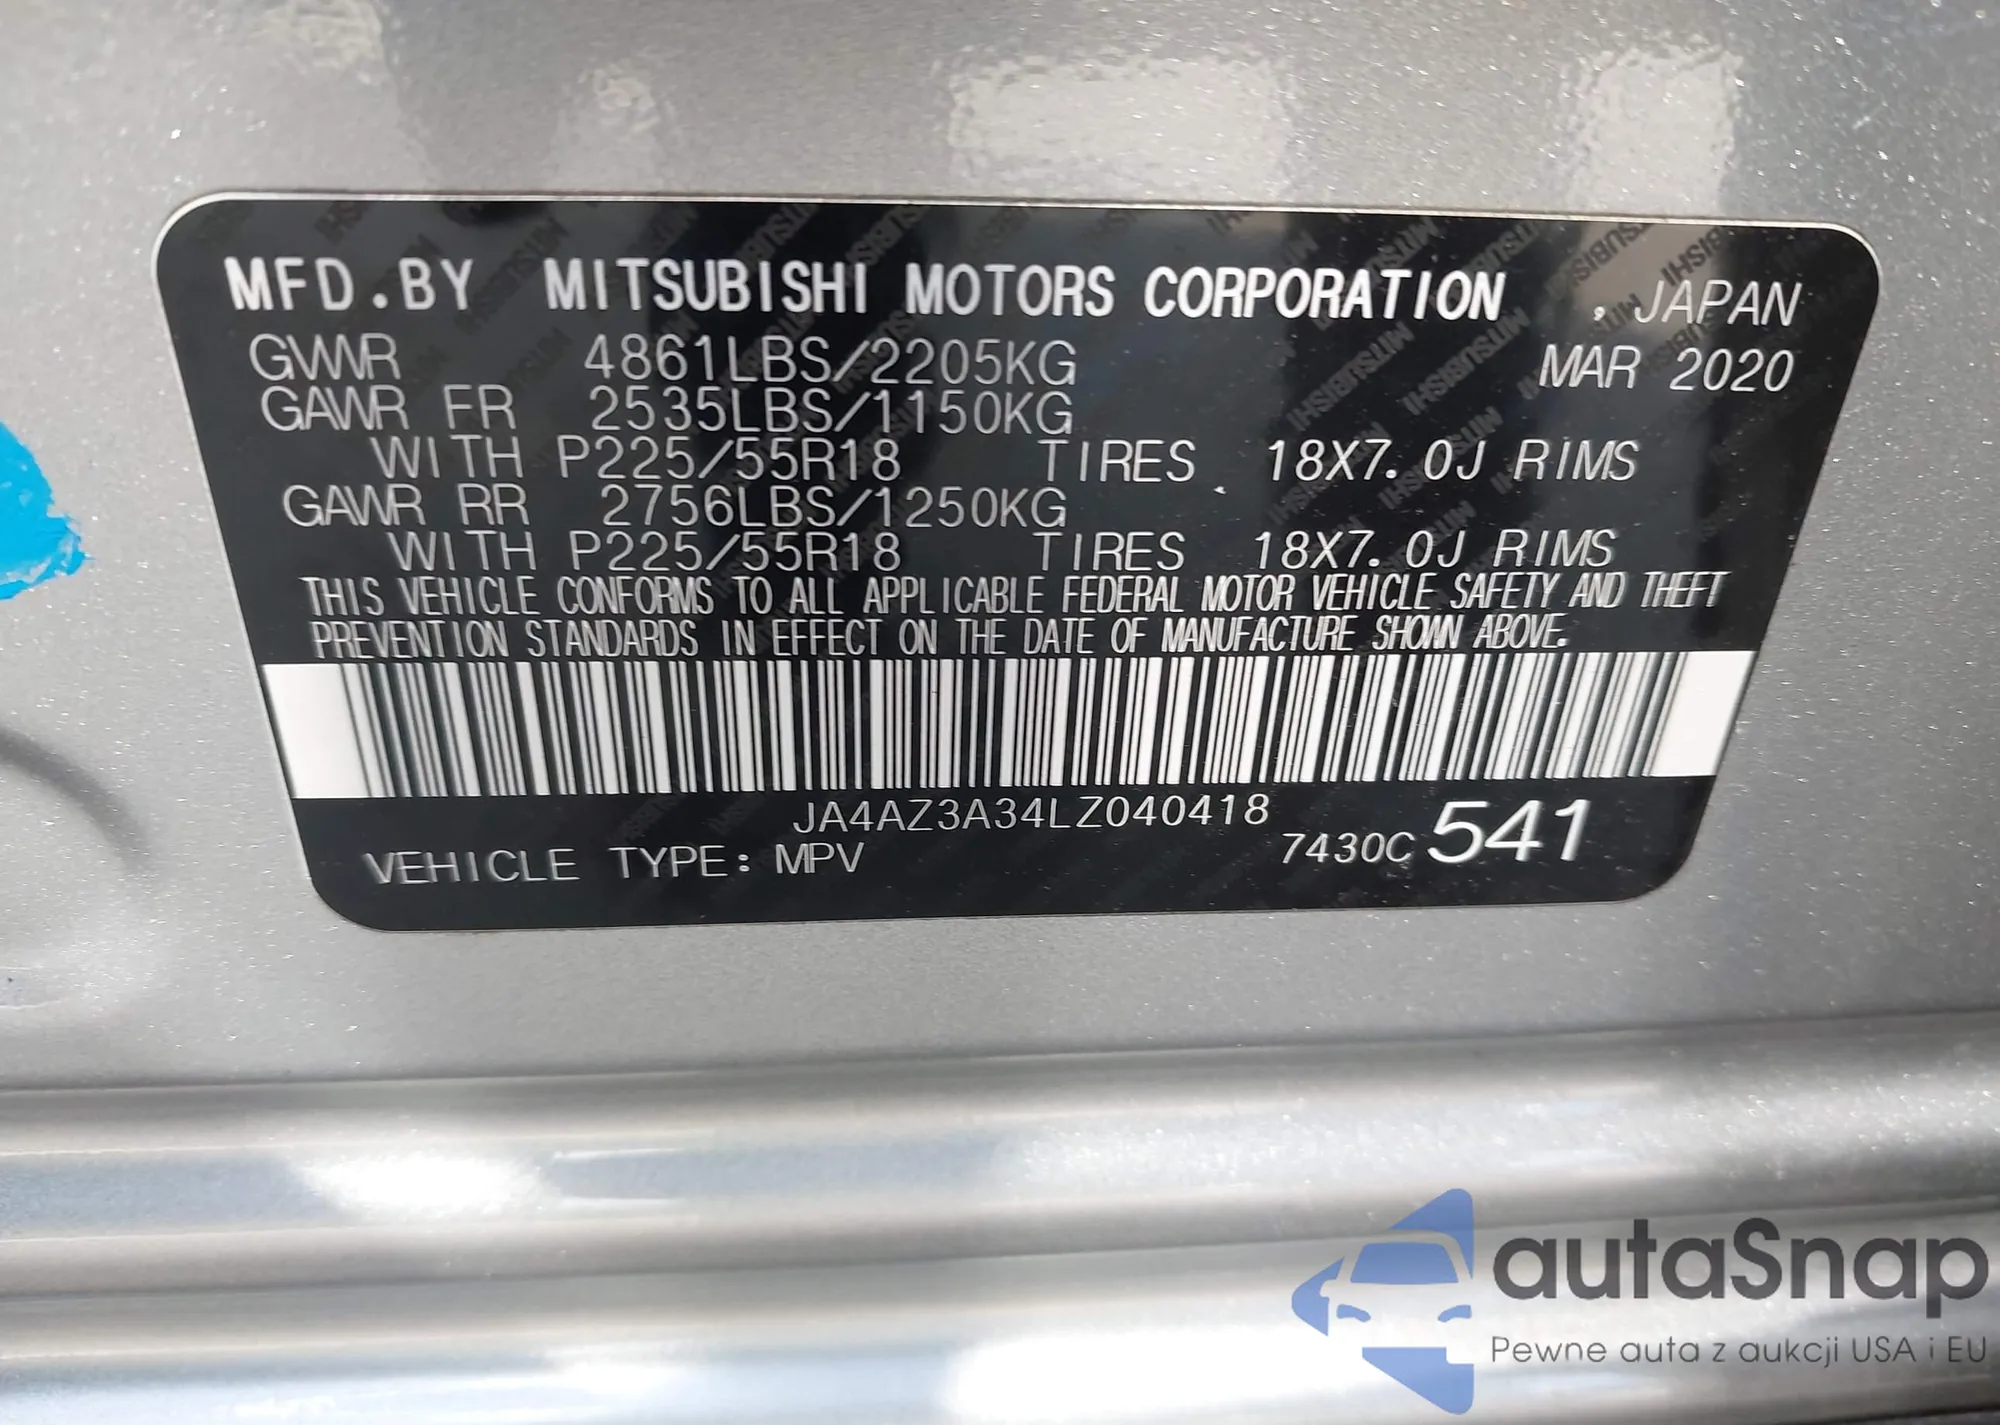 MFD.BY MITSUBISHI MOTORS CORPORATION , JAPAN
GVWR 4861LBS/2205KG MAR 2020
GAWR FR 2535LBS/1150KG
WITH P225/55R18 TIRES 18X7.0J RIMS
GAWR RR 2756LBS/1250KG
WITH P225/55R18 TIRES 18X7.0J RIMS
THIS VEHICLE CONFORMS TO ALL APPLICABLE FEDERAL MOTOR VEHICLE SAFETY AND THEFT
PREVENTION STANDARDS IN EFFECT ON THE DATE OF MANUFACTURE SHOWN ABOVE.
JA4AZ3A34LZ040418
VEHICLE TYPE: MPV 7430C 541
autaSnap
Pewne auta z aukcji USA i EU